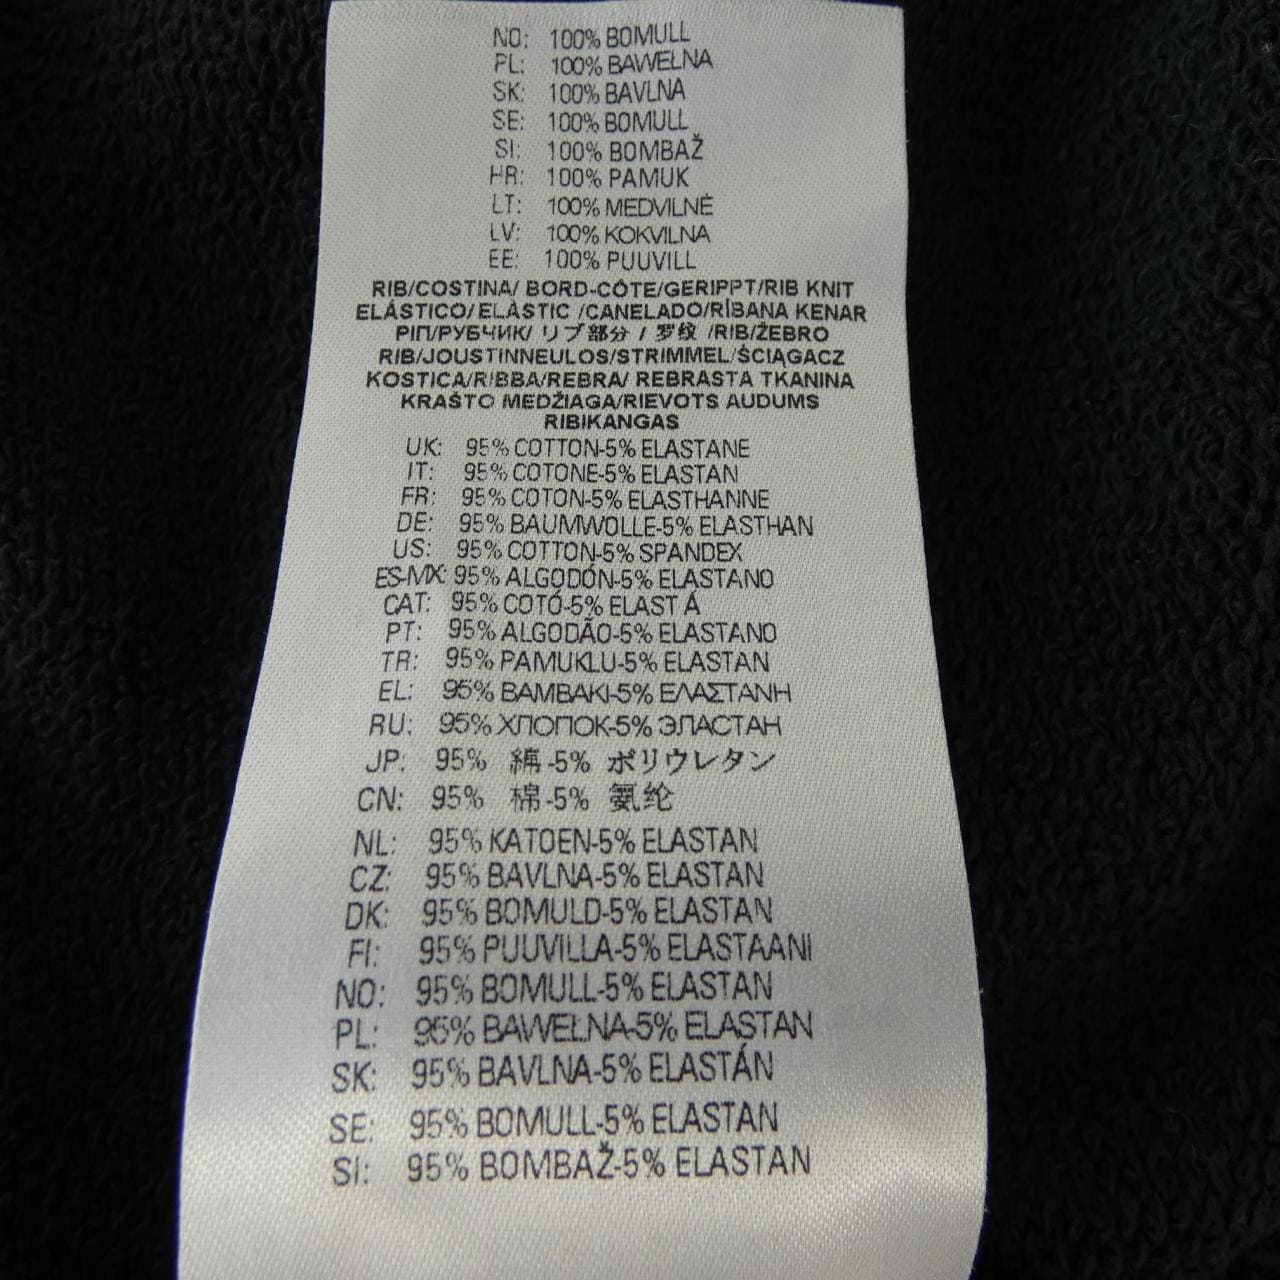 NO: 100% BOMULL
PL: 100% BAWEŁNA
SK: 100% BAVLNA
SE: 100% BOMULL
SI: 100% BOMBAŽ
HR: 100% PAMUK
LT: 100% MEDVILNĖ
LV: 100% KOKVILNA
EE: 100% PUUVILL
RIB/COSTINA/ BORD-CÔTE/GERIPPT/RIB KNIT
ELÁSTICO/ELÀSTIC /CANELADO/RİBANA KENAR
ΡΙΠ/РУБЧИК/ リブ部分 / 罗纹 /RIB/ŽEBRO
RIB/JOUSTINNEULOS/STRIMMEL/ŚCIĄGACZ
KOSTICA/RIBBA/REBRA/ REBRASTA TKANINA
KRAŠTO MEDŽIAGA/RIEVOTS AUDUMS
RIBIKANGAS
UK: 95% COTTON-5% ELASTANE
IT: 95% COTONE-5% ELASTAN
FR: 95% COTON-5% ELASTHANNE
DE: 95% BAUMWOLLE-5% ELASTHAN
US: 95% COTTON-5% SPANDEX
ES-MX: 95% ALGODÓN-5% ELASTANO
CAT: 95% COTÓ-5% ELAST À
PT: 95% ALGODÃO-5% ELASTANO
TR: 95% PAMUKLU-5% ELASTAN
EL: 95% ΒΑΜΒΑΚΙ-5% ΕΛΑΣΤΑΝΗ
RU: 95% ХЛОПОК-5% ЭЛАСТАН
JP: 95% 綿-5% ポリウレタン
CN: 95% 棉-5% 氨纶
NL: 95% KATOEN-5% ELASTAN
CZ: 95% BAVLNA-5% ELASTAN
DK: 95% BOMULD-5% ELASTAN
FI: 95% PUUVILLA-5% ELASTAANI
NO: 95% BOMULL-5% ELASTAN
PL: 95% BAWEŁNA-5% ELASTAN
SK: 95% BAVLNA-5% ELASTÁN
SE: 95% BOMULL-5% ELASTAN
SI: 95% BOMBAŽ-5% ELASTAN